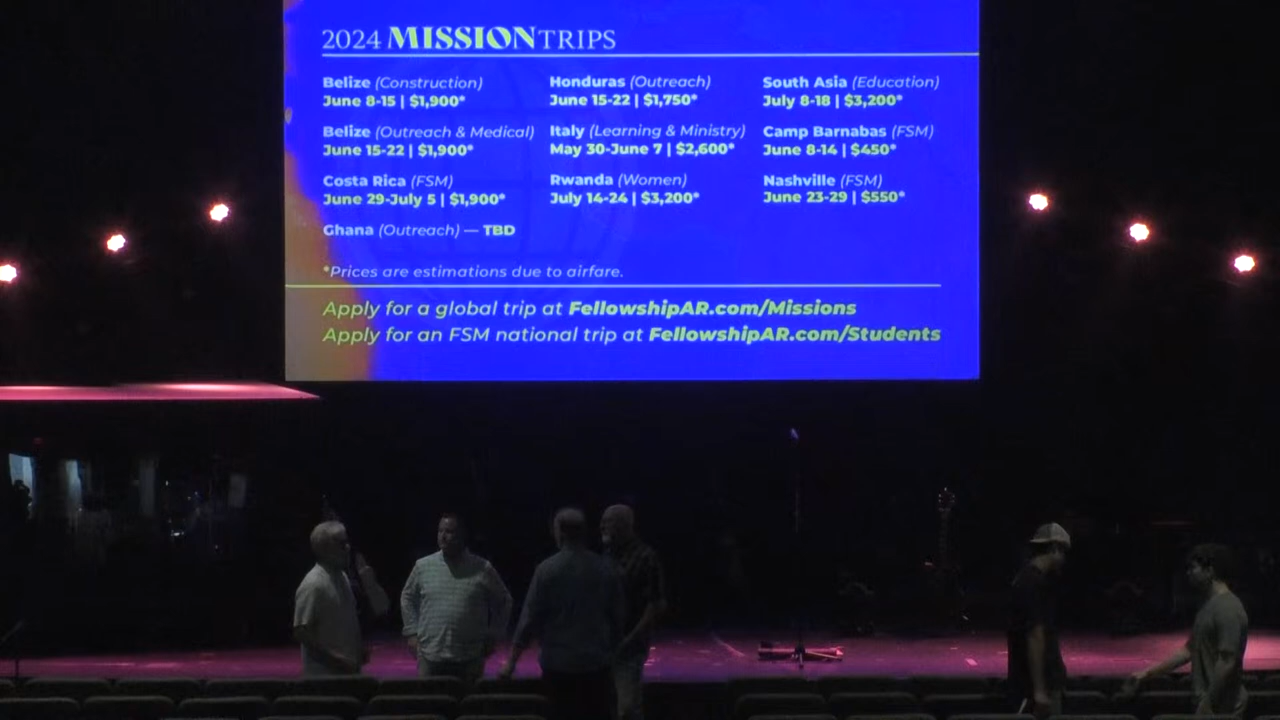 2024 MISSION TRIPS
Belize (Construction)
June 8-15 | $1,900*
Belize (Outreach & Medical)
June 15-22 | $1,900*
Costa Rica (FSM)
June 29-July 5 | $1,900*
Ghana (Outreach) — TBD
Honduras (Outreach)
June 15-22 | $1,750*
Italy (Learning & Ministry)
May 30-June 7 | $2,600*
Rwanda (Women)
July 14-24 | $3,200*
South Asia (Education)
July 8-18 | $3,200*
Camp Barnabas (FSM)
June 8-14 | $450*
Nashville (FSM)
June 23-29 | $550*
*Prices are estimations due to airfare.
Apply for a global trip at FellowshipAR.com/Missions
Apply for an FSM national trip at FellowshipAR.com/Students